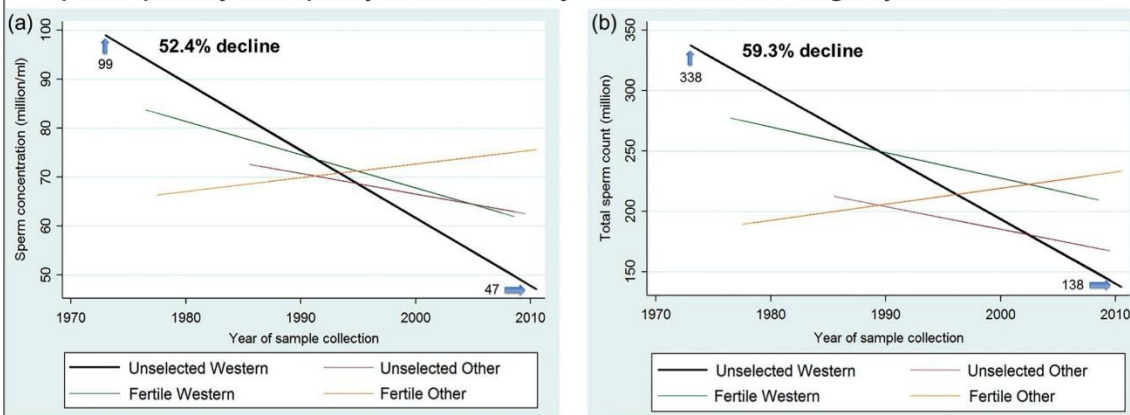 (a)
52.4% decline
99
47
Sperm concentration (million/ml)
100
90
80
70
60
50
1970
1980
1990
2000
2010
Year of sample collection
Unselected Western
Unselected Other
Fertile Western
Fertile Other
(b)
59.3% decline
338
138
Total sperm count (million)
350
300
250
200
150
1970
1980
1990
2000
2010
Year of sample collection
Unselected Western
Unselected Other
Fertile Western
Fertile Other